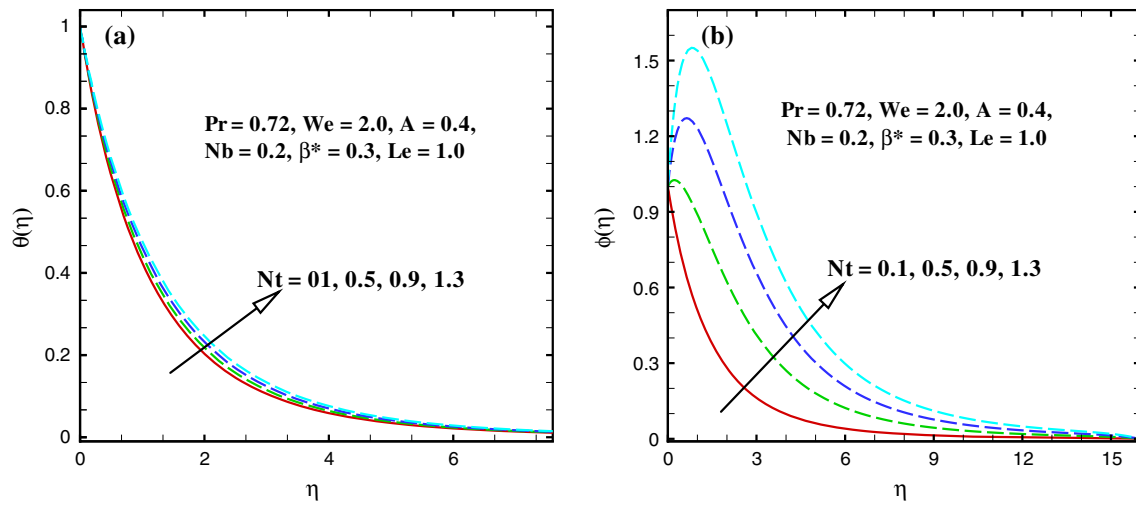 (a)
1
0.8
0.6
0.4
0.2
0
θ(η)
Pr = 0.72, We = 2.0, A = 0.4,
Nb = 0.2, β* = 0.3, Le = 1.0
Nt = 01, 0.5, 0.9, 1.3
0 2 4 6
η
(b)
1.5
1.2
0.9
0.6
0.3
0
ϕ(η)
Pr = 0.72, We = 2.0, A = 0.4,
Nb = 0.2, β* = 0.3, Le = 1.0
Nt = 0.1, 0.5, 0.9, 1.3
0 3 6 9 12 15
η